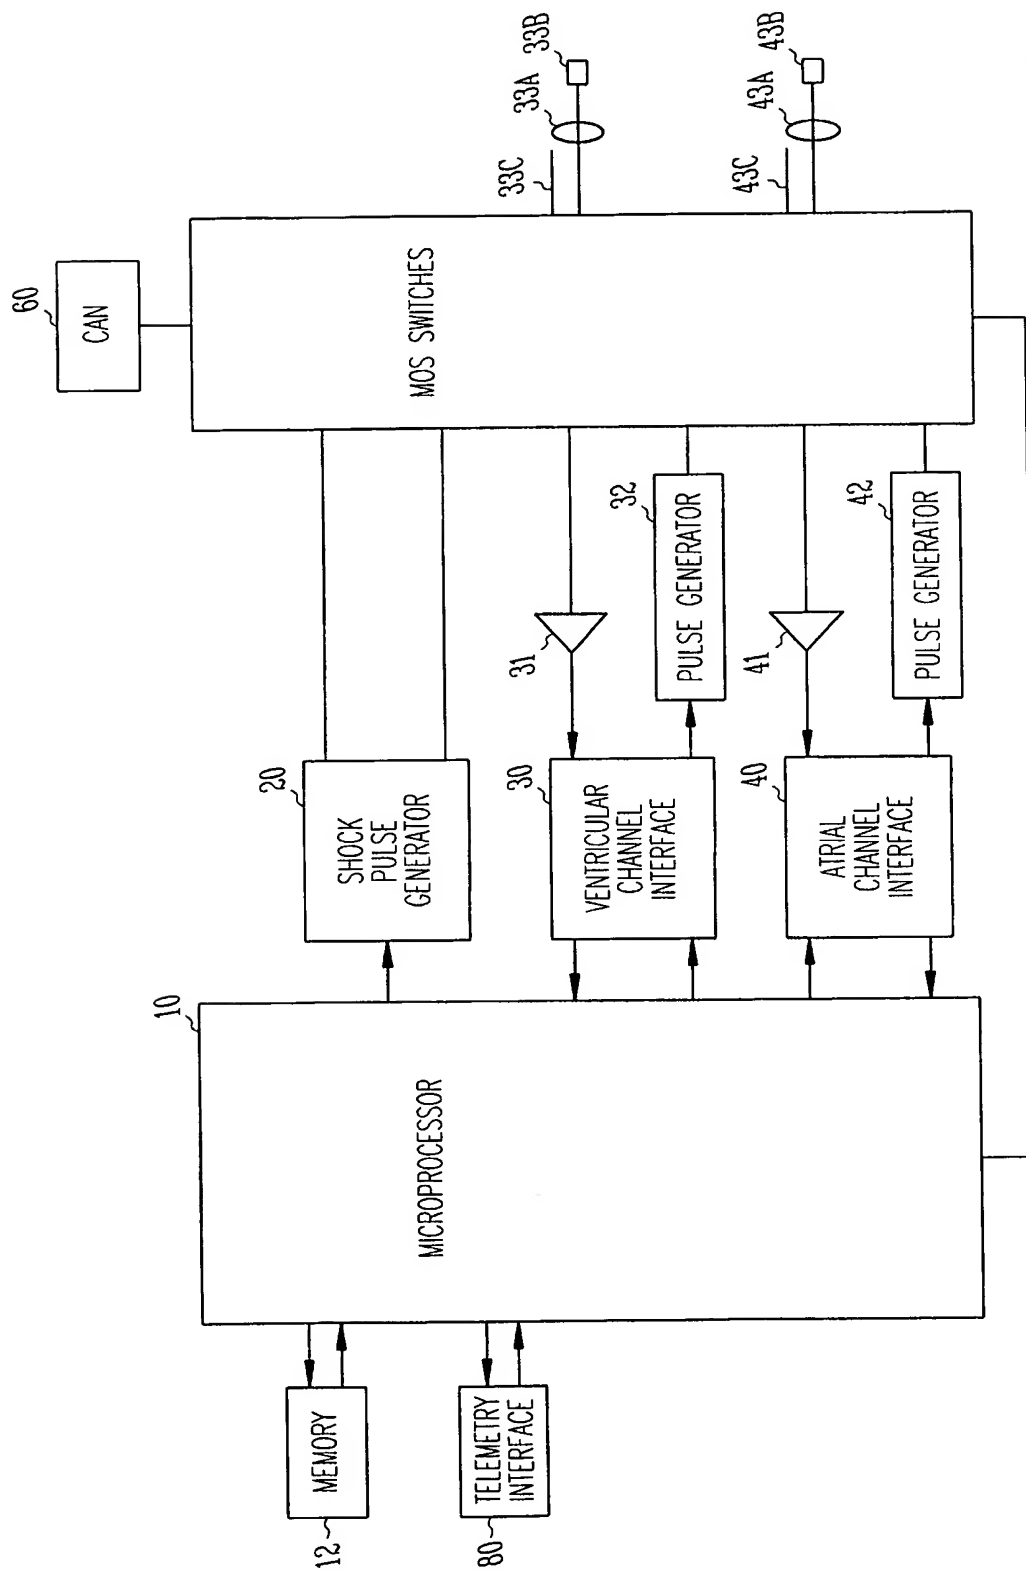 60
CAN
MOS SWITCHES
33C
33A
33B
43C
43A
43B
20
SHOCK
PULSE
GENERATOR
31
32
PULSE GENERATOR
30
VENTRICULAR
CHANNEL
INTERFACE
41
42
PULSE GENERATOR
40
ATRIAL
CHANNEL
INTERFACE
10
MICROPROCESSOR
MEMORY
12
TELEMETRY
INTERFACE
80